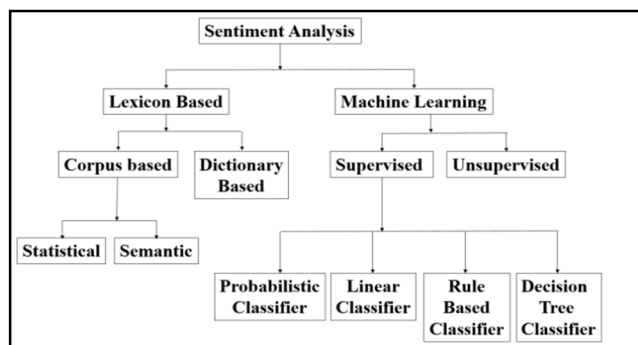 Sentiment Analysis
Lexicon Based
Machine Learning
Corpus based
Dictionary
Based
Supervised
Unsupervised
Statistical
Semantic
Probabilistic
Classifier
Linear
Classifier
Rule
Based
Classifier
Decision
Tree
Classifier